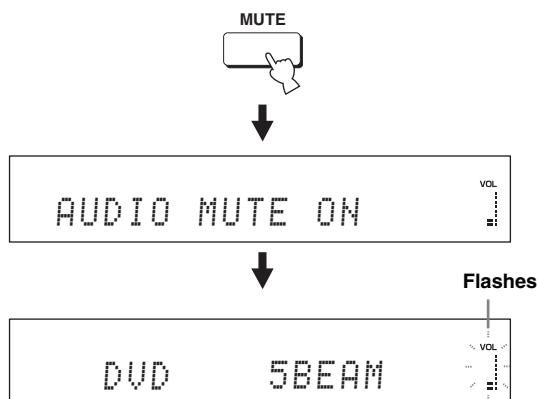 MUTE
VOL
AUDIO MUTE ON
Flashes
VOL
DVD 5BEAM